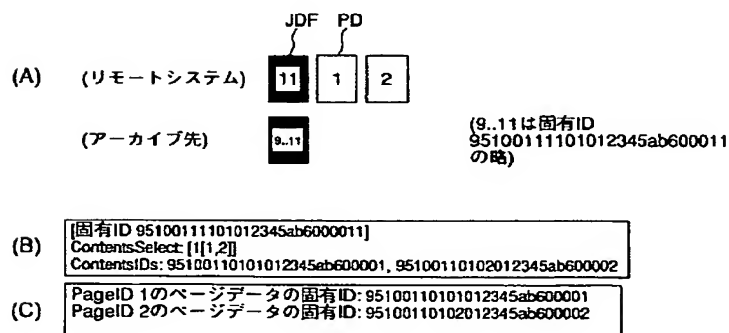 JDF PD
(A) (リモートシステム) 11 1 2
(アーカイブ先) 9..11 (9..11は固有ID
95100111101012345ab600011
の略)
(B) [固有ID 95100111101012345ab6000011]
ContentsSelect: [1[1,2]]
ContentsIDs: 95100110101012345ab600001, 95100110102012345ab600002
(C) PageID 1のページデータの固有ID: 95100110101012345ab600001
PageID 2のページデータの固有ID: 95100110102012345ab600002